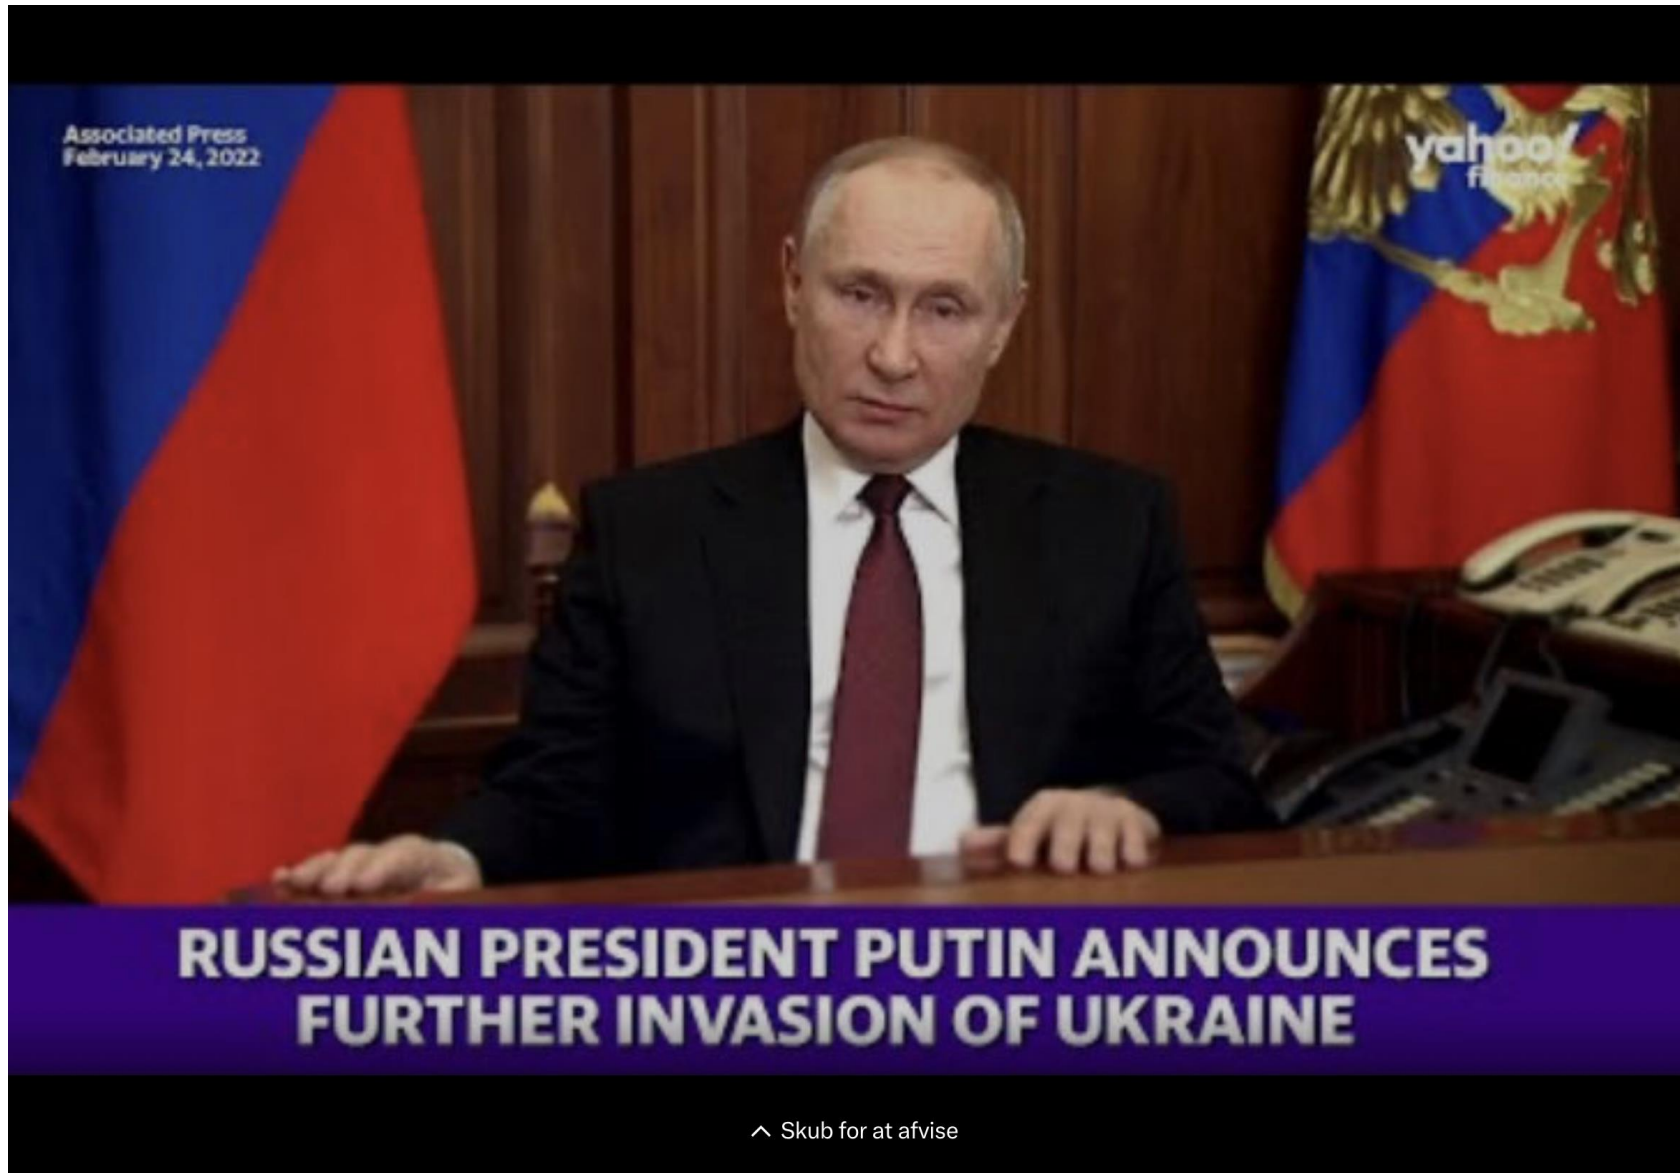 Associated Press
February 24, 2022
yahoo!
finance
RUSSIAN PRESIDENT PUTIN ANNOUNCES
FURTHER INVASION OF UKRAINE
Skub for at afvise